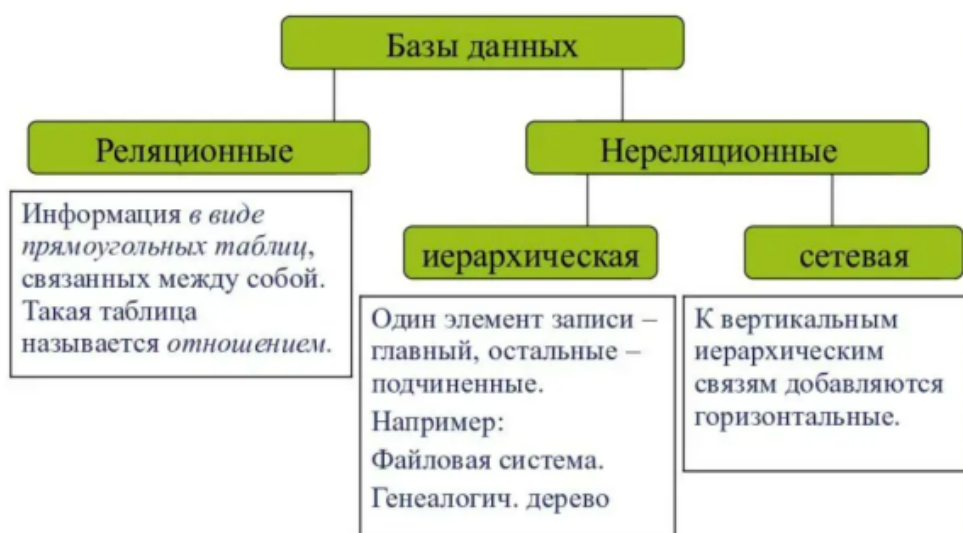 Базы данных
Реляционные
Нереляционные
Информация в виде
прямоугольных таблиц,
связанных между собой.
Такая таблица
называется отношением.
иерархическая
сетевая
Один элемент записи –
главный, остальные –
подчиненные.
Например:
Файловая система.
Генеалогич. дерево
К вертикальным
иерархическим
связям добавляются
горизонтальные.